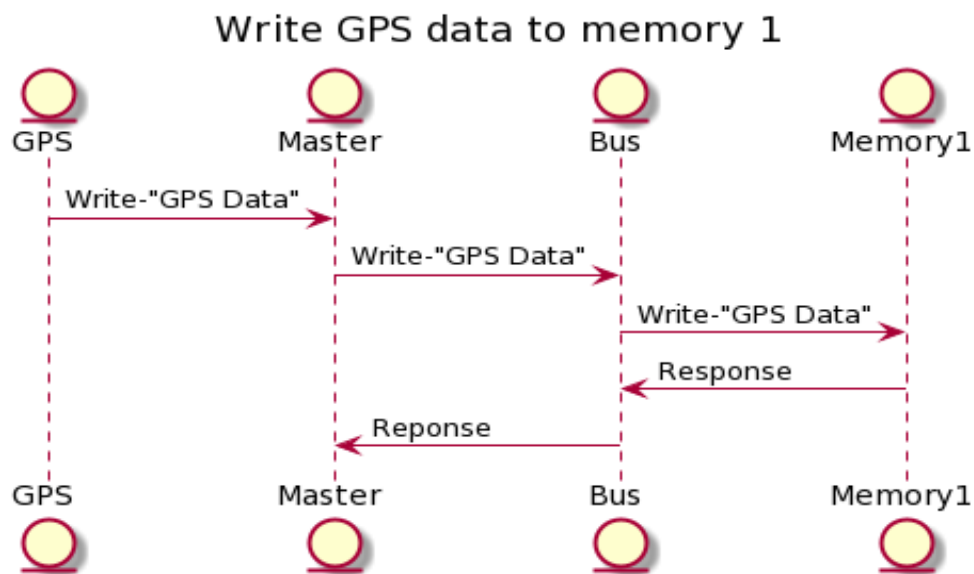 Write GPS data to memory 1
GPS Master Bus Memory1
Write-"GPS Data"
Write-"GPS Data"
Write-"GPS Data"
Response
Reponse
GPS Master Bus Memory1